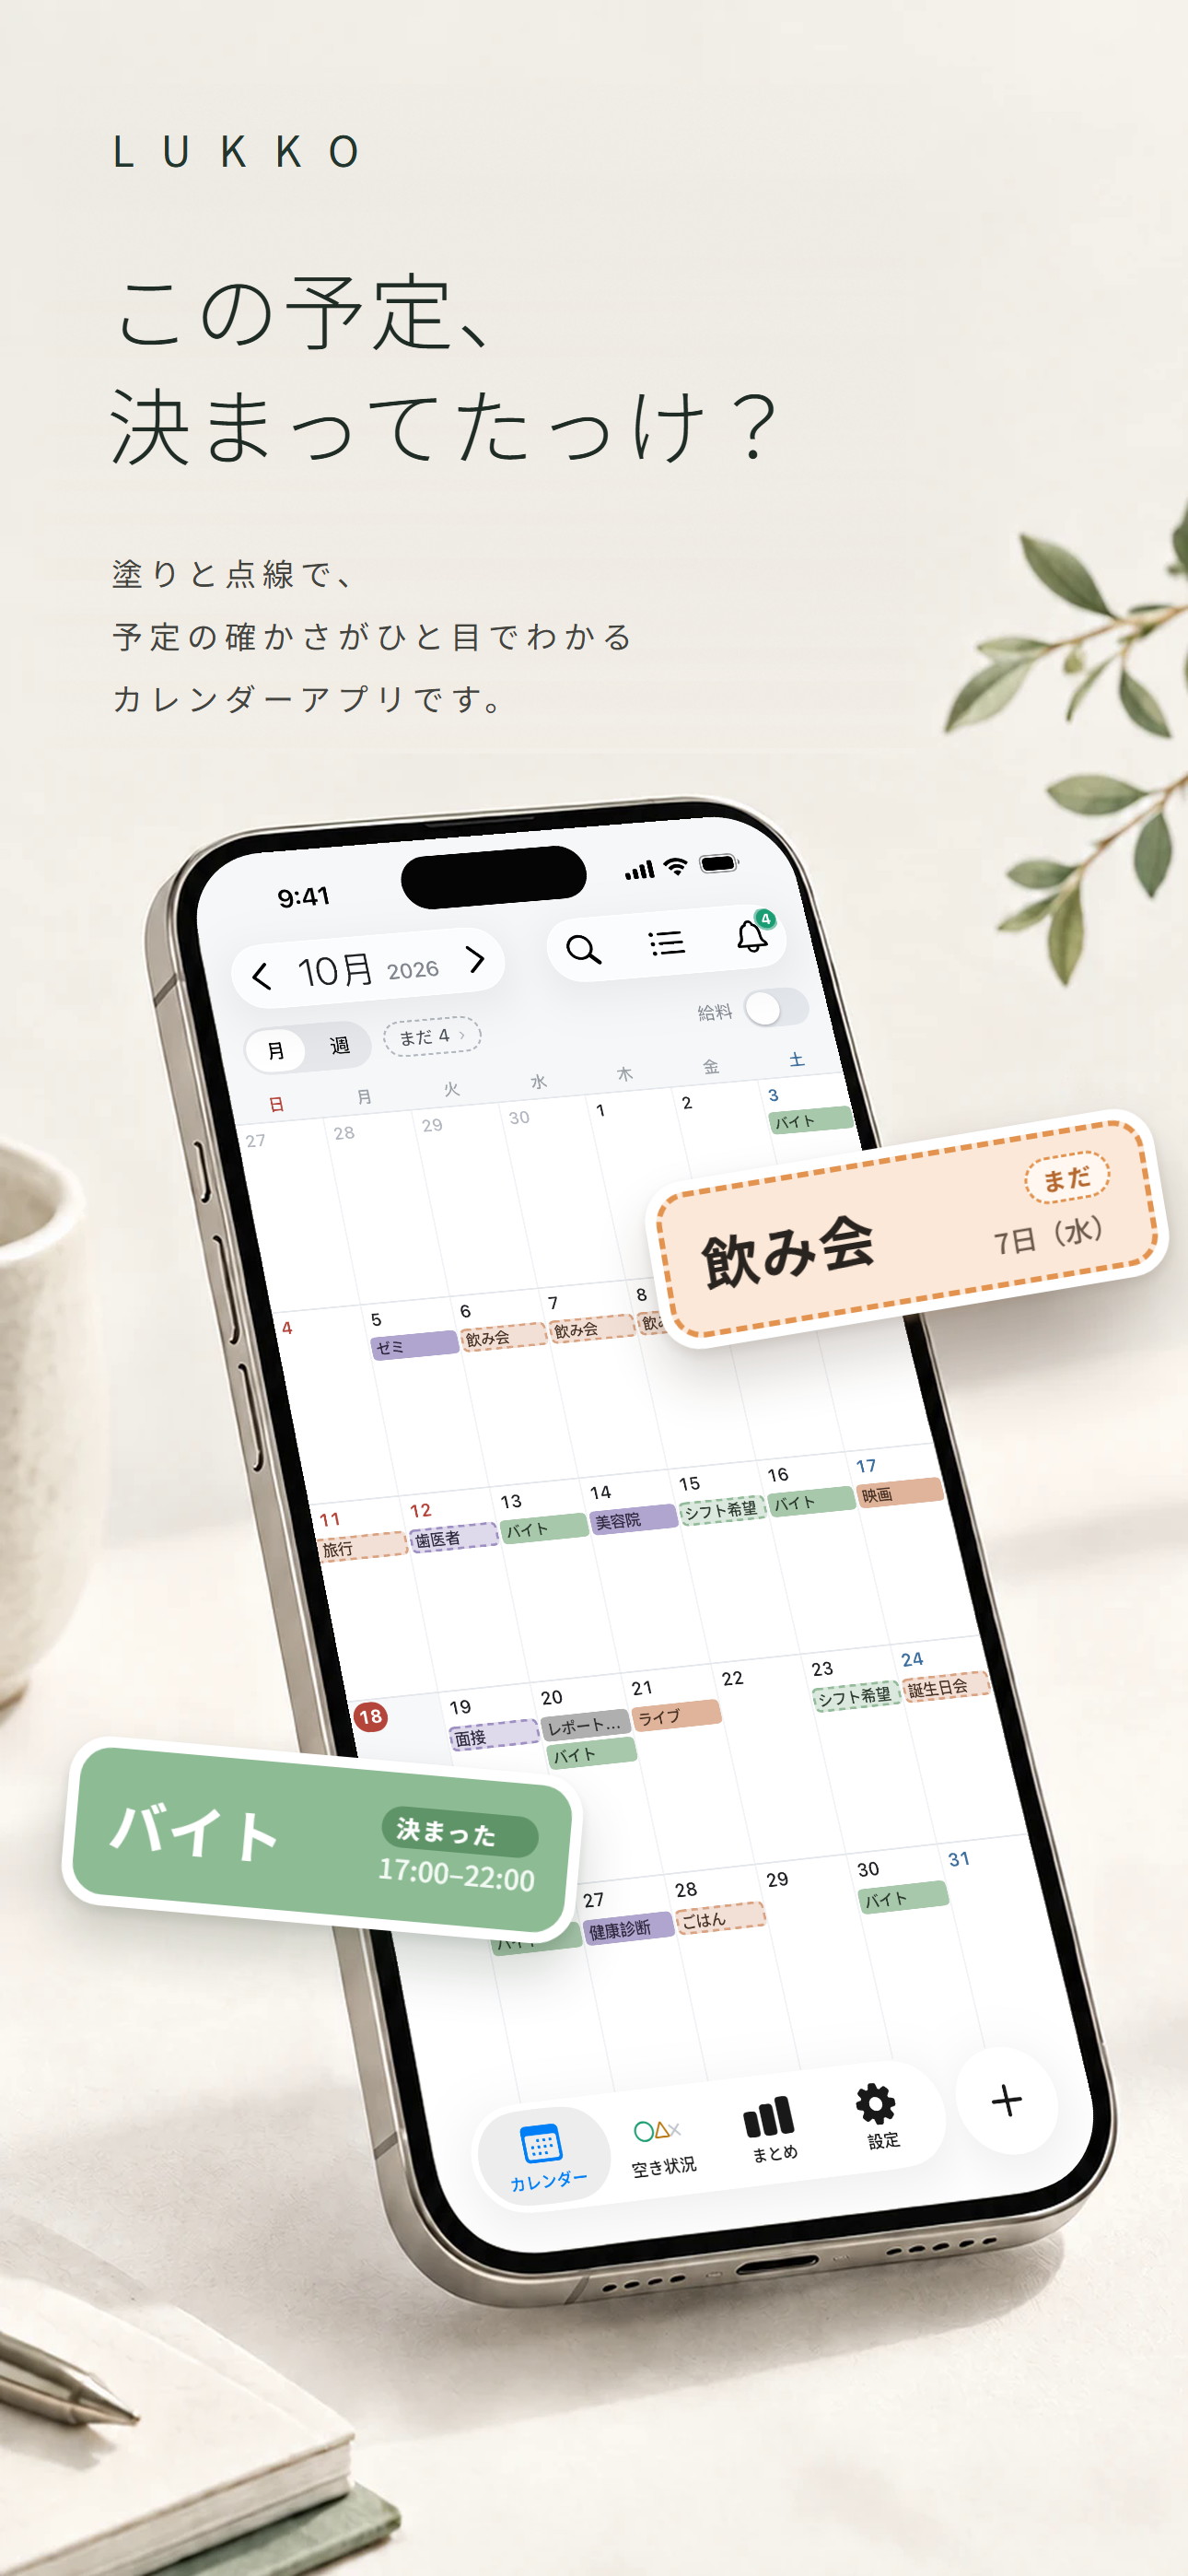 LUKKO
この予定、
決まってたっけ？
塗りと点線で、
予定の確かさがひと目でわかる
カレンダーアプリです。
9:41
10月 2026
4
月 週 まだ 4 ›
給料
日 月 火 水 木 金 土
27 28 29 30 1 2 3
バイト
まだ
飲み会 7日（水）
4 5 6 7 8
ゼミ 飲み会 飲み会
11 12 13 14 15 16 17
旅行 歯医者 バイト 美容院 シフト希望 バイト 映画
18 19 20 21 22 23 24
面接 レポート... ライブ シフト希望 誕生日会
バイト
バイト 決まった
17:00–22:00
27 28 29 30 31
健康診断 ごはん バイト
カレンダー 空き状況 まとめ 設定